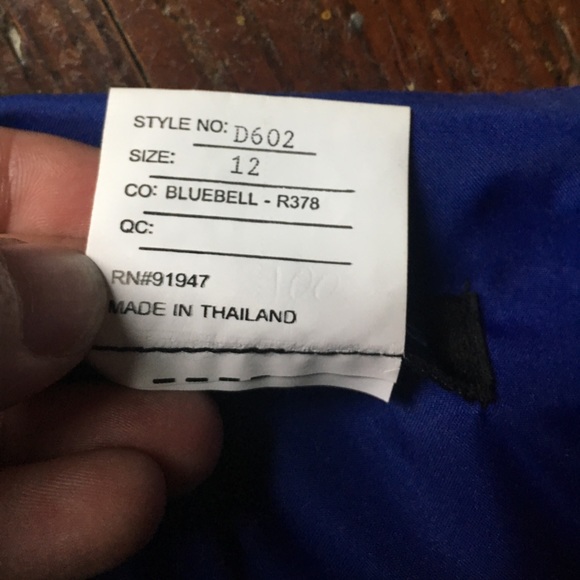 STYLE NO: D602
SIZE: 12
CO: BLUEBELL - R378
QC:
RN#91947
MADE IN THAILAND